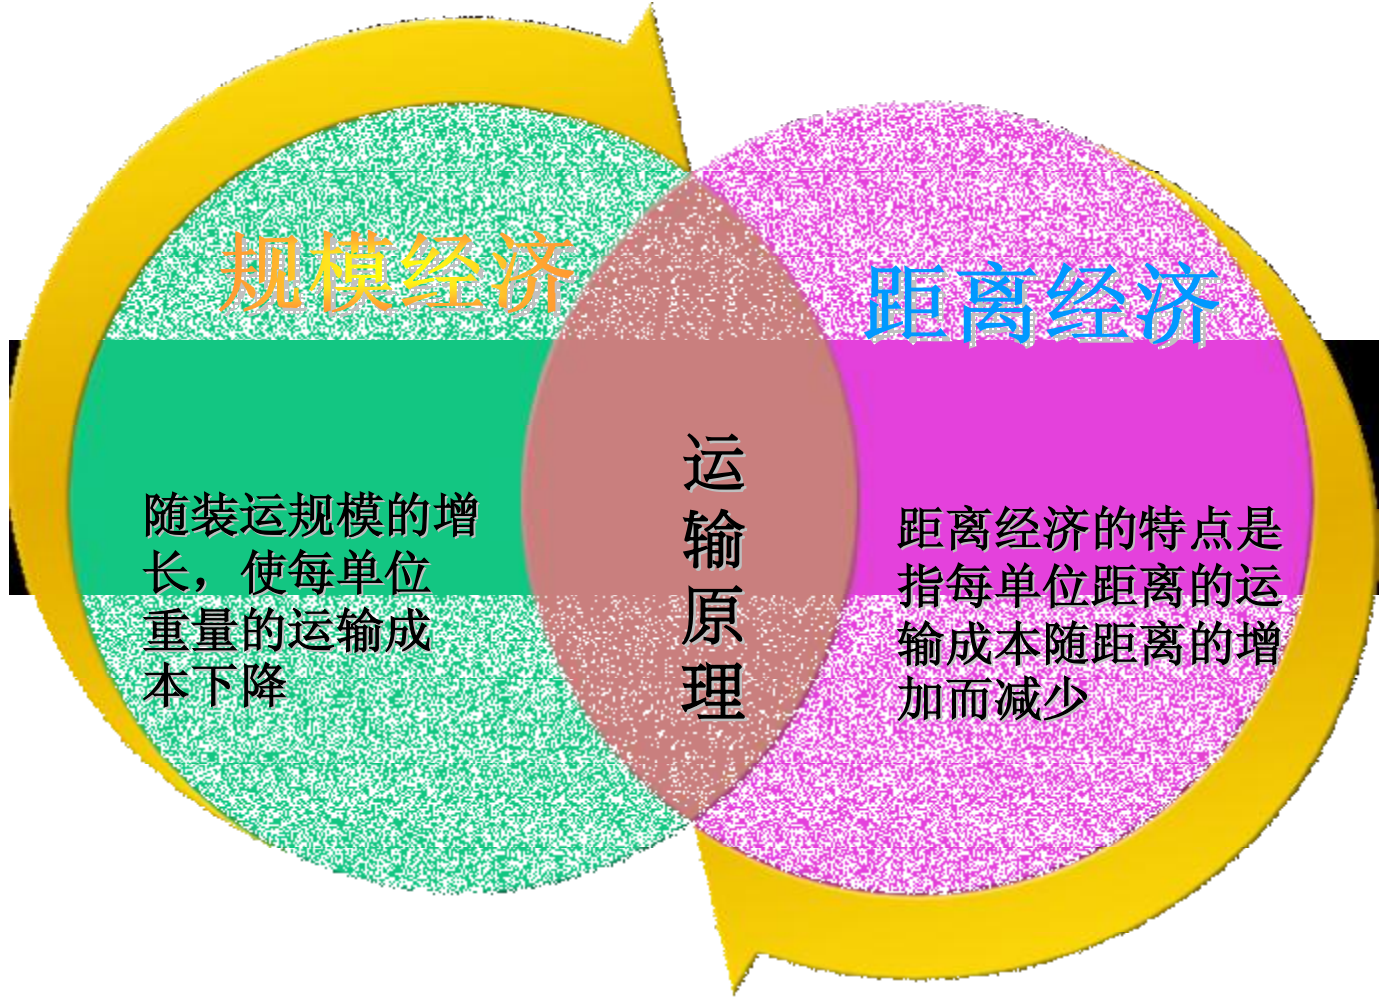 规模经济
距离经济
随装运规模的增
长，使每单位
重量的运输成
本下降
运
输
原
理
距离经济的特点是
指每单位距离的运
输成本随距离的增
加而减少